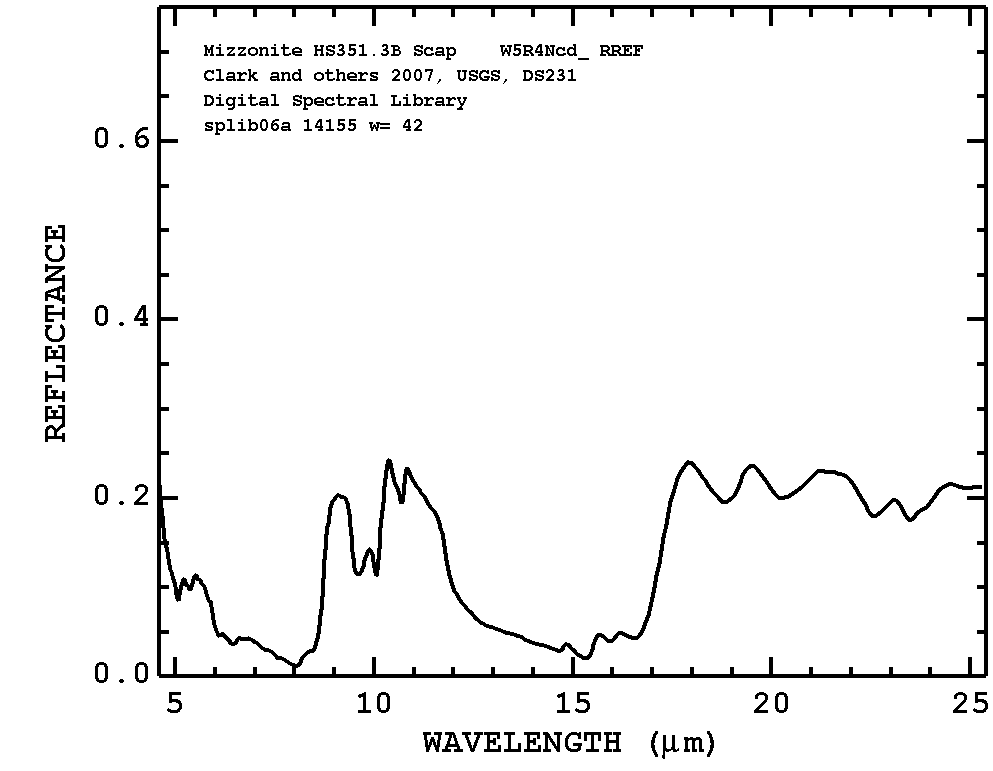 Mizzonite HS351.3B Scap W5R4Ncd_ RREF
Clark and others 2007, USGS, DS231
Digital Spectral Library
splib06a 14155 w= 42
REFLECTANCE
0.6
0.4
0.2
0.0
5 10 15 20 25
WAVELENGTH (μm)